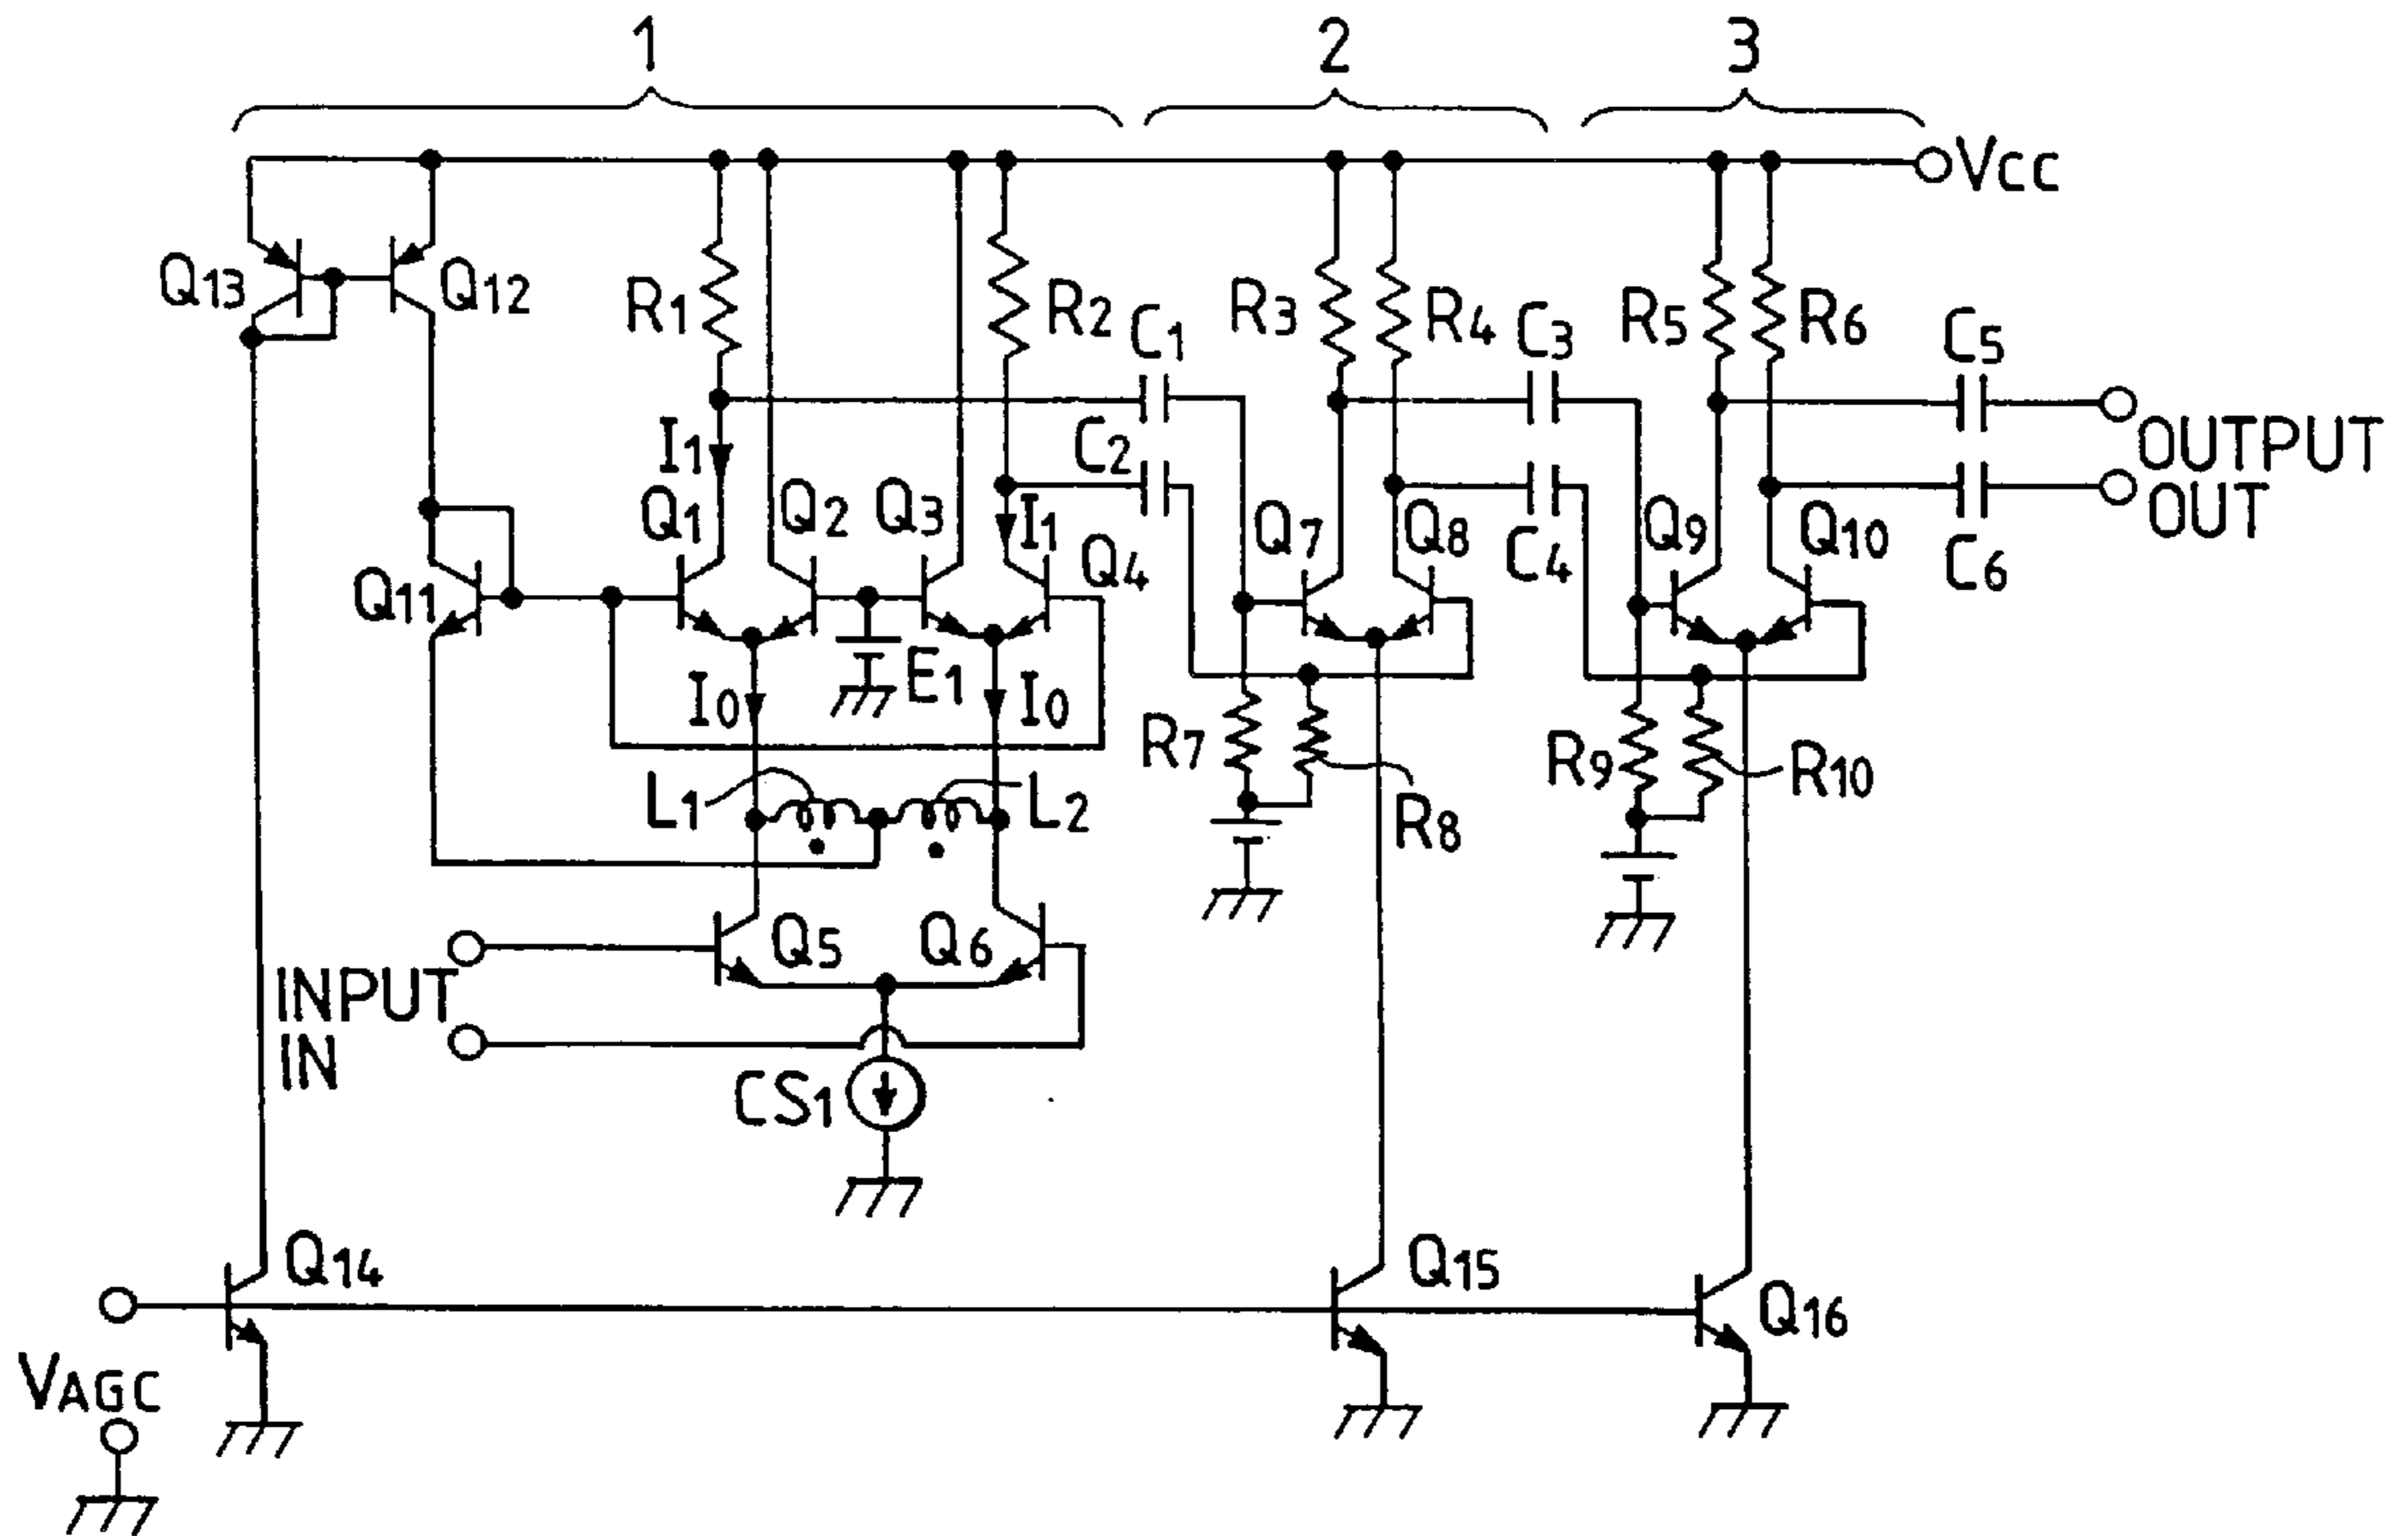 1 2 3
VCC
Q13 Q12 R1 R2 C1 R3 R4 C3 R5 R6 C5
I1 C2 OUTPUT
Q1 Q2 Q3 I1 Q4 Q7 Q8 C4 Q9 Q10 C6 OUT
Q11
I0 E1 I0
R7 R9 R10
L1 L2 R8
Q5 Q6
INPUT
IN
CS1
Q14 Q15 Q16
VAGC